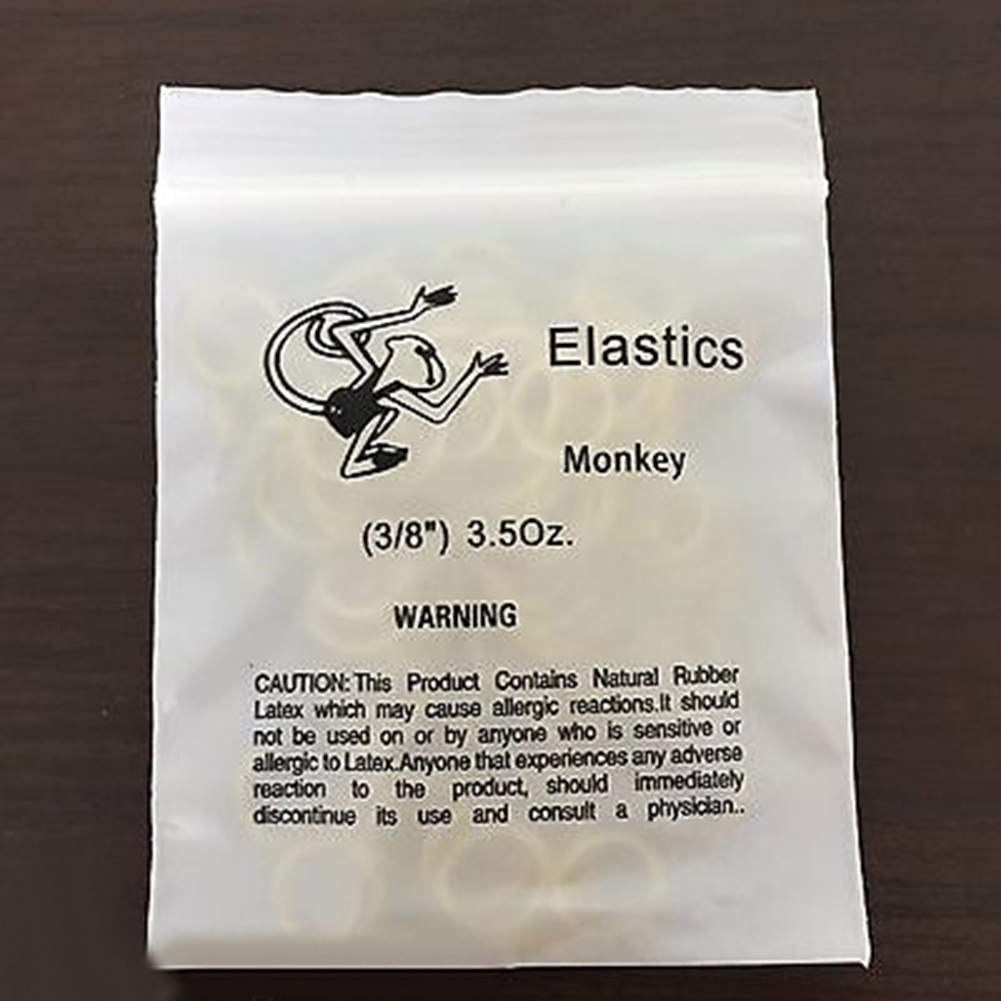 Elastics
Monkey
(3/8") 3.5Oz.
WARNING
CAUTION: This Product Contains Natural Rubber
Latex which may cause allergic reactions.It should
not be used on or by anyone who is sensitive or
allergic to Latex.Anyone that experiences any adverse
reaction to the product, should immediately
discontinue its use and consult a physician..